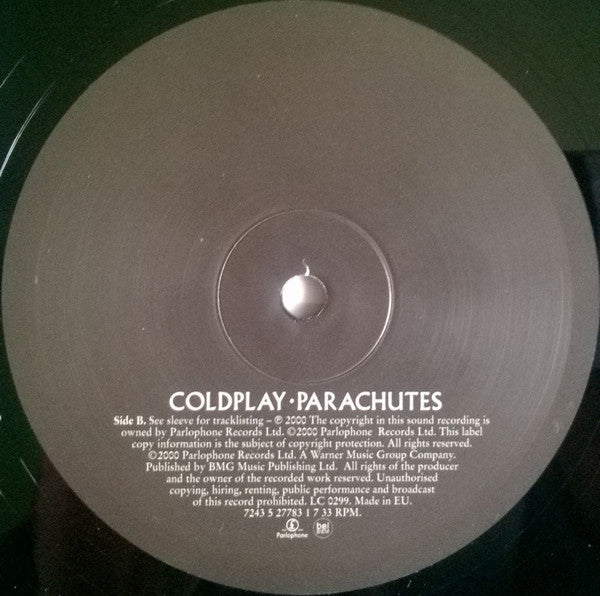 COLDPLAY·PARACHUTES
Side B. See sleeve for tracklisting – ℗ 2000 The copyright in this sound recording is
owned by Parlophone Records Ltd. ©2000 Parlophone Records Ltd. This label
copy information is the subject of copyright protection. All rights reserved.
©2000 Parlophone Records Ltd. A Warner Music Group Company.
Published by BMG Music Publishing Ltd. All rights of the producer
and the owner of the recorded work reserved. Unauthorised
copying, hiring, renting, public performance and broadcast
of this record prohibited. LC 0299. Made in EU.
7243 5 27783 1 7 33 RPM.
Parlophone